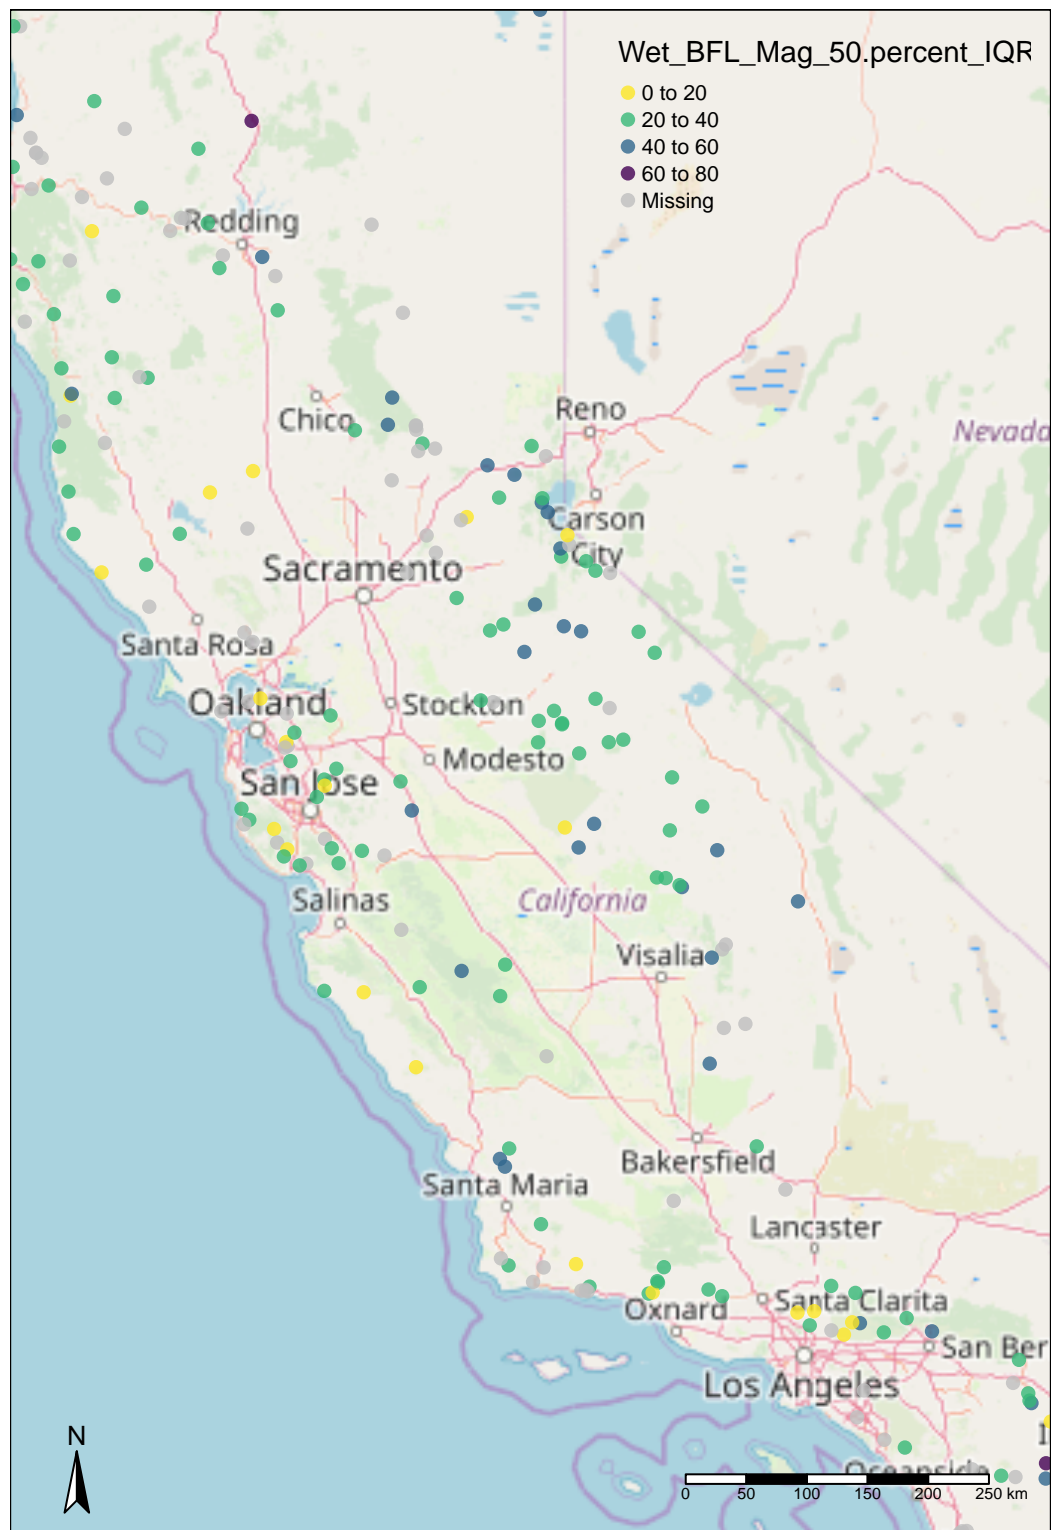 Wet_BFL_Mag_50.percent_IQR
0 to 20
20 to 40
40 to 60
60 to 80
Missing
Redding
Reno
Chico
Nevada
Carson
City
Sacramento
Santa Rosa
Oakland
Stockton
Modesto
San Jose
Salinas
California
Visalia
Bakersfield
Santa Maria
Lancaster
Santa Clarita
Oxnard
San Ber
Los Angeles
N
Oceanside
0 50 100 150 200 250 km